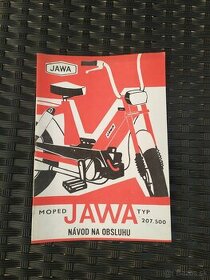 JAWA
MOPED JAWA TYP 207.500
NÁVOD NA OBSLUHU